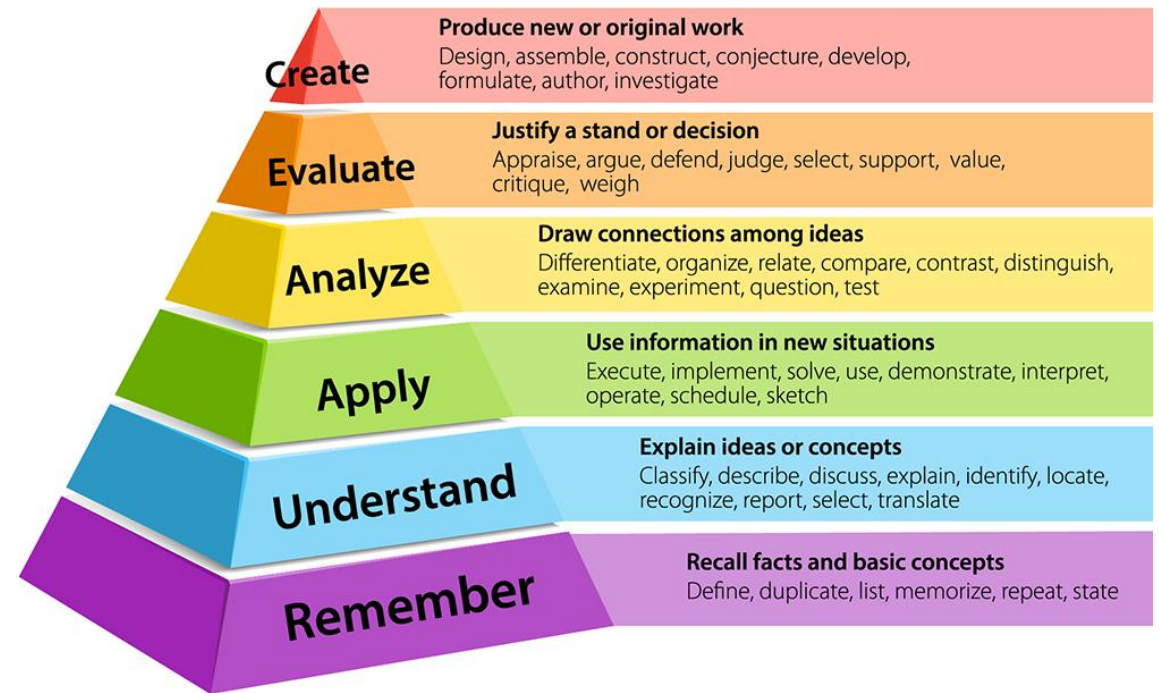 Create
Produce new or original work
Design, assemble, construct, conjecture, develop,
formulate, author, investigate
Evaluate
Justify a stand or decision
Appraise, argue, defend, judge, select, support, value,
critique, weigh
Analyze
Draw connections among ideas
Differentiate, organize, relate, compare, contrast, distinguish,
examine, experiment, question, test
Apply
Use information in new situations
Execute, implement, solve, use, demonstrate, interpret,
operate, schedule, sketch
Understand
Explain ideas or concepts
Classify, describe, discuss, explain, identify, locate,
recognize, report, select, translate
Remember
Recall facts and basic concepts
Define, duplicate, list, memorize, repeat, state